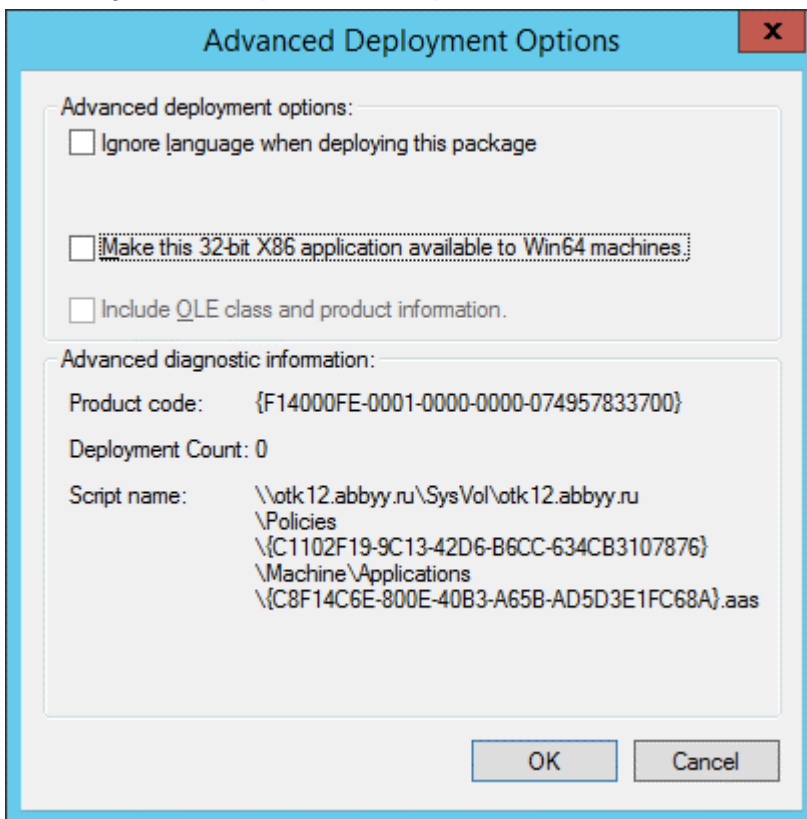 Advanced Deployment Options
x
Advanced deployment options:
Ignore language when deploying this package
Make this 32-bit X86 application available to Win64 machines.
Include OLE class and product information.
Advanced diagnostic information:
Product code: {F14000FE-0001-0000-0000-074957833700}
Deployment Count: 0
Script name: \\otk12.abbyy.ru\SysVol\otk12.abbyy.ru
\Policies
\{C1102F19-9C13-42D6-B6CC-634CB3107876}
\Machine\Applications
\{C8F14C6E-800E-40B3-A65B-AD5D3E1FC68A}.aas
OK Cancel